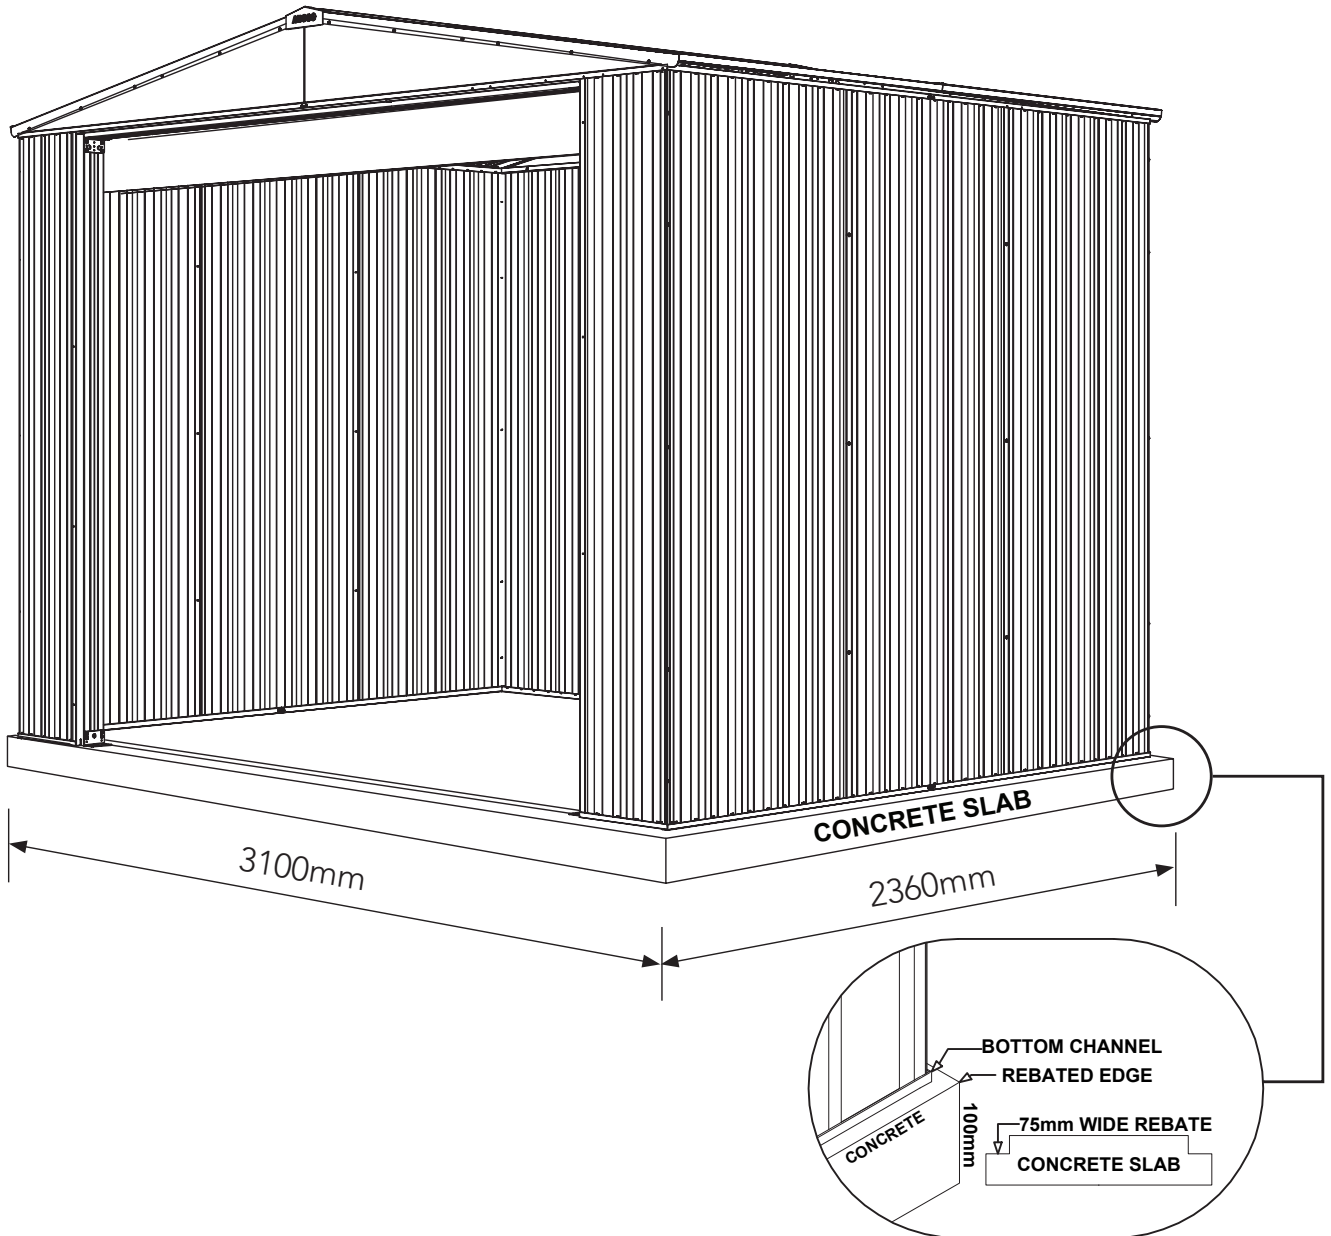 CONCRETE SLAB
3100mm
2360mm
BOTTOM CHANNEL
REBATED EDGE
CONCRETE
100mm
75mm WIDE REBATE
CONCRETE SLAB